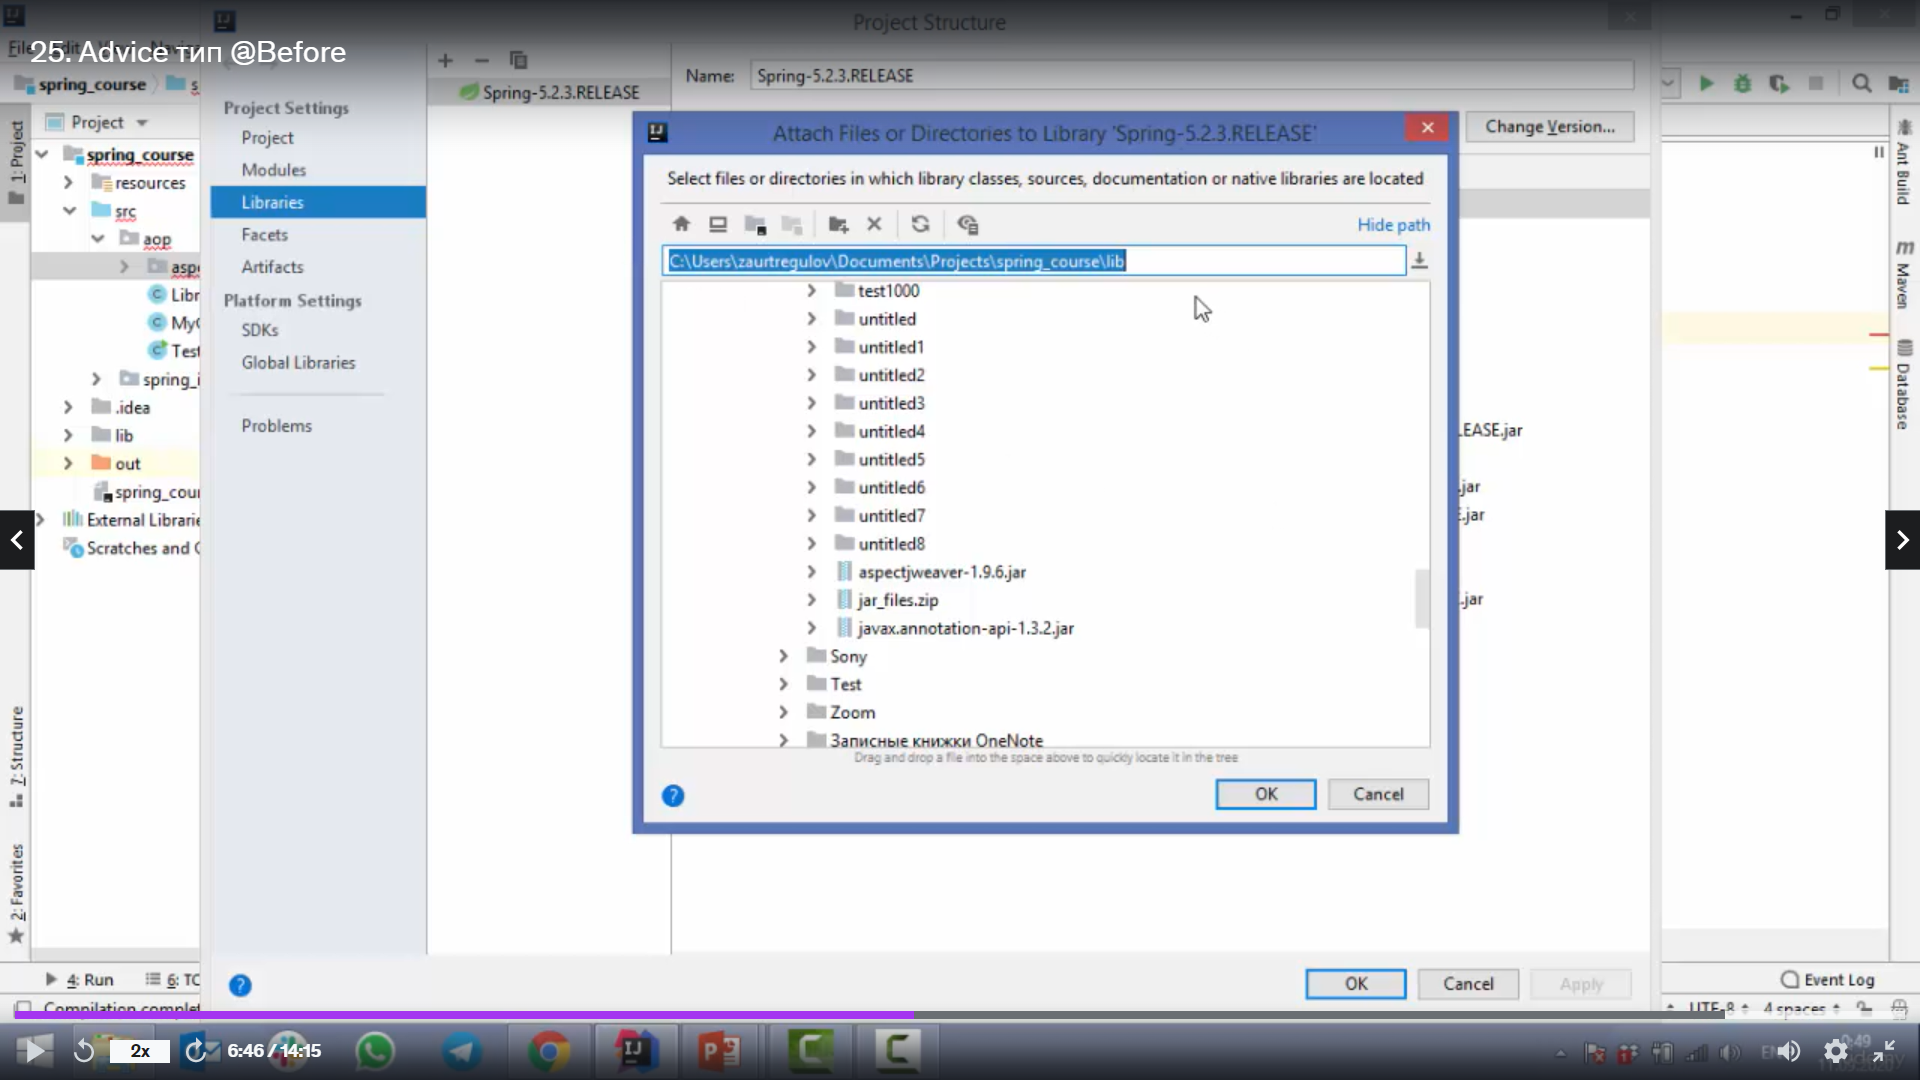 Project Structure
25. Advice тип @Before
File
spring_course
Name:
Spring-5.2.3.RELEASE
Spring-5.2.3.RELEASE
Project Settings
Project
Modules
Libraries
Facets
Artifacts
Platform Settings
SDKs
Global Libraries
Problems
Change Version...
Attach Files or Directories to Library 'Spring-5.2.3.RELEASE'
Select files or directories in which library classes, sources, documentation or native libraries are located
Hide path
C:\Users\zaurtregulov\Documents\Projects\spring_course\lib
test1000
untitled
untitled1
untitled2
untitled3
untitled4
untitled5
untitled6
untitled7
untitled8
aspectjweaver-1.9.6.jar
jar_files.zip
javax.annotation-api-1.3.2.jar
Sony
Test
Zoom
Записные книжки OneNote
Drag and drop a file into the space above to quickly locate it in the tree
OK
Cancel
1: Project
Project
spring_course
resources
src
aop
asp
Libr
My
Test
spring_i
.idea
lib
out
spring_cour
External Librarie
Scratches and C
LEASE.jar
.jar
E.jar
.jar
Ant Build
Maven
Database
7: Structure
2: Favorites
OK
Cancel
Apply
4: Run
6: TO
Event Log
Compilation complet
UTF-8
4 spaces
2x
6:46 / 14:15